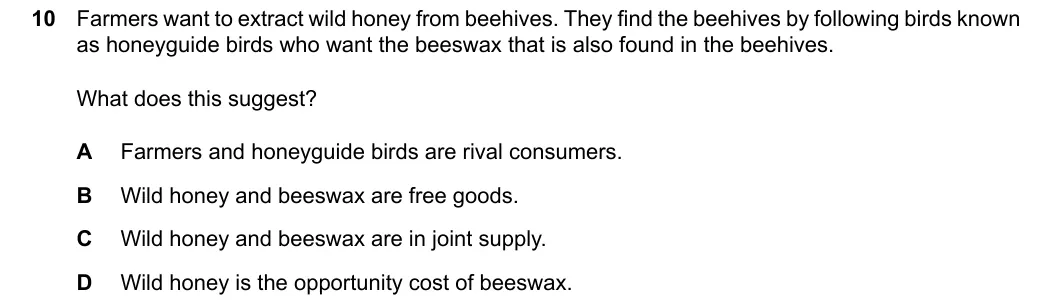 10 Farmers want to extract wild honey from beehives. They find the beehives by following birds known
as honeyguide birds who want the beeswax that is also found in the beehives.
What does this suggest?
A Farmers and honeyguide birds are rival consumers.
B Wild honey and beeswax are free goods.
C Wild honey and beeswax are in joint supply.
D Wild honey is the opportunity cost of beeswax.